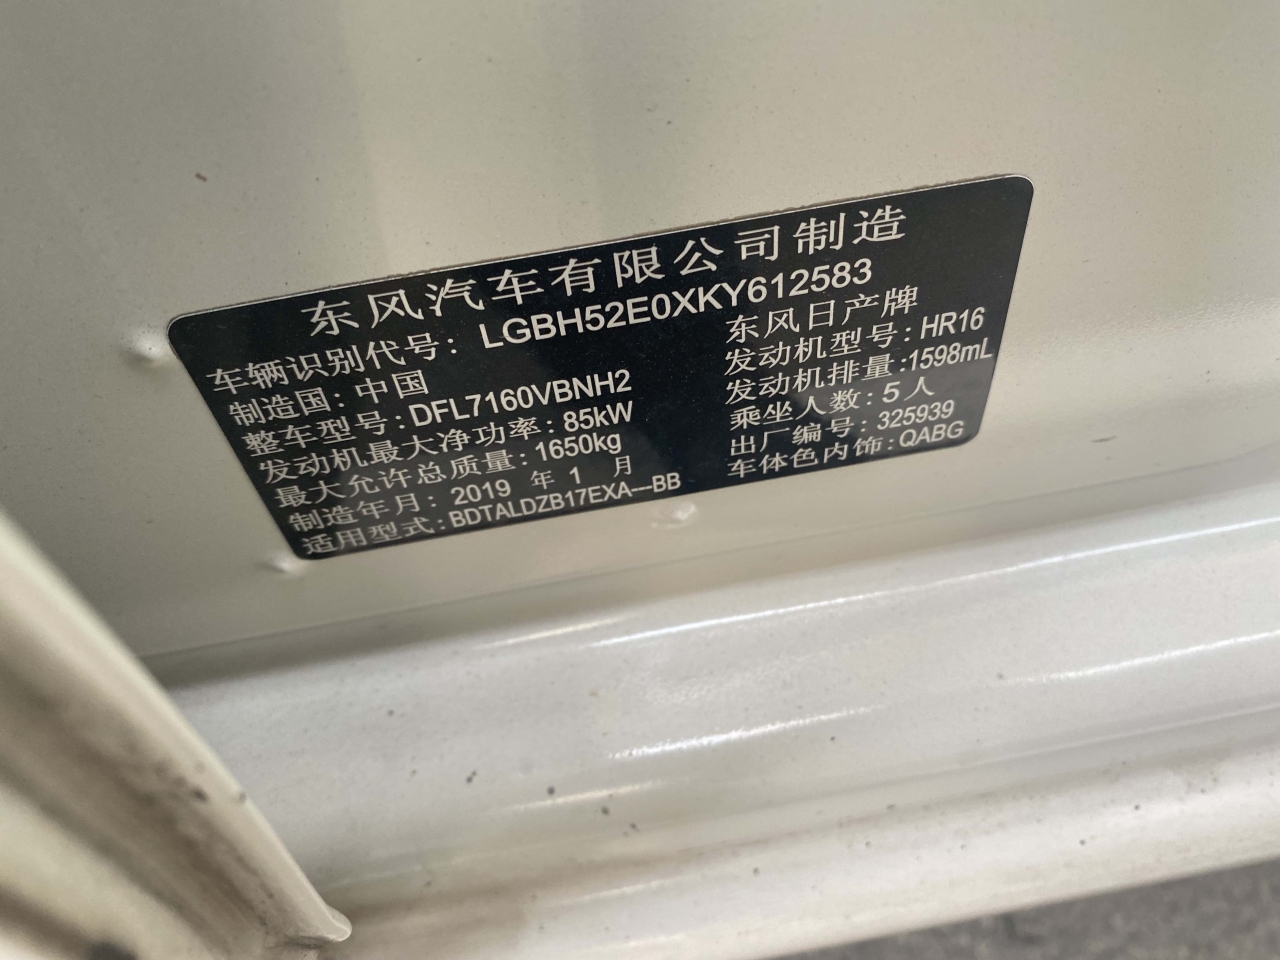 东风汽车有限公司制造
车辆识别代号：LGBH52E0XKY612583
制造国：中国 东风日产牌
整车型号：DFL7160VBNH2 发动机型号：HR16
发动机最大净功率：85kW 发动机排量：1598mL
最大允许总质量：1650kg 乘坐人数：5人
制造年月：2019 年 1 月 出厂编号：325939
适用型式：BDTALDZB17EXA---BB 车体色内饰：QABG